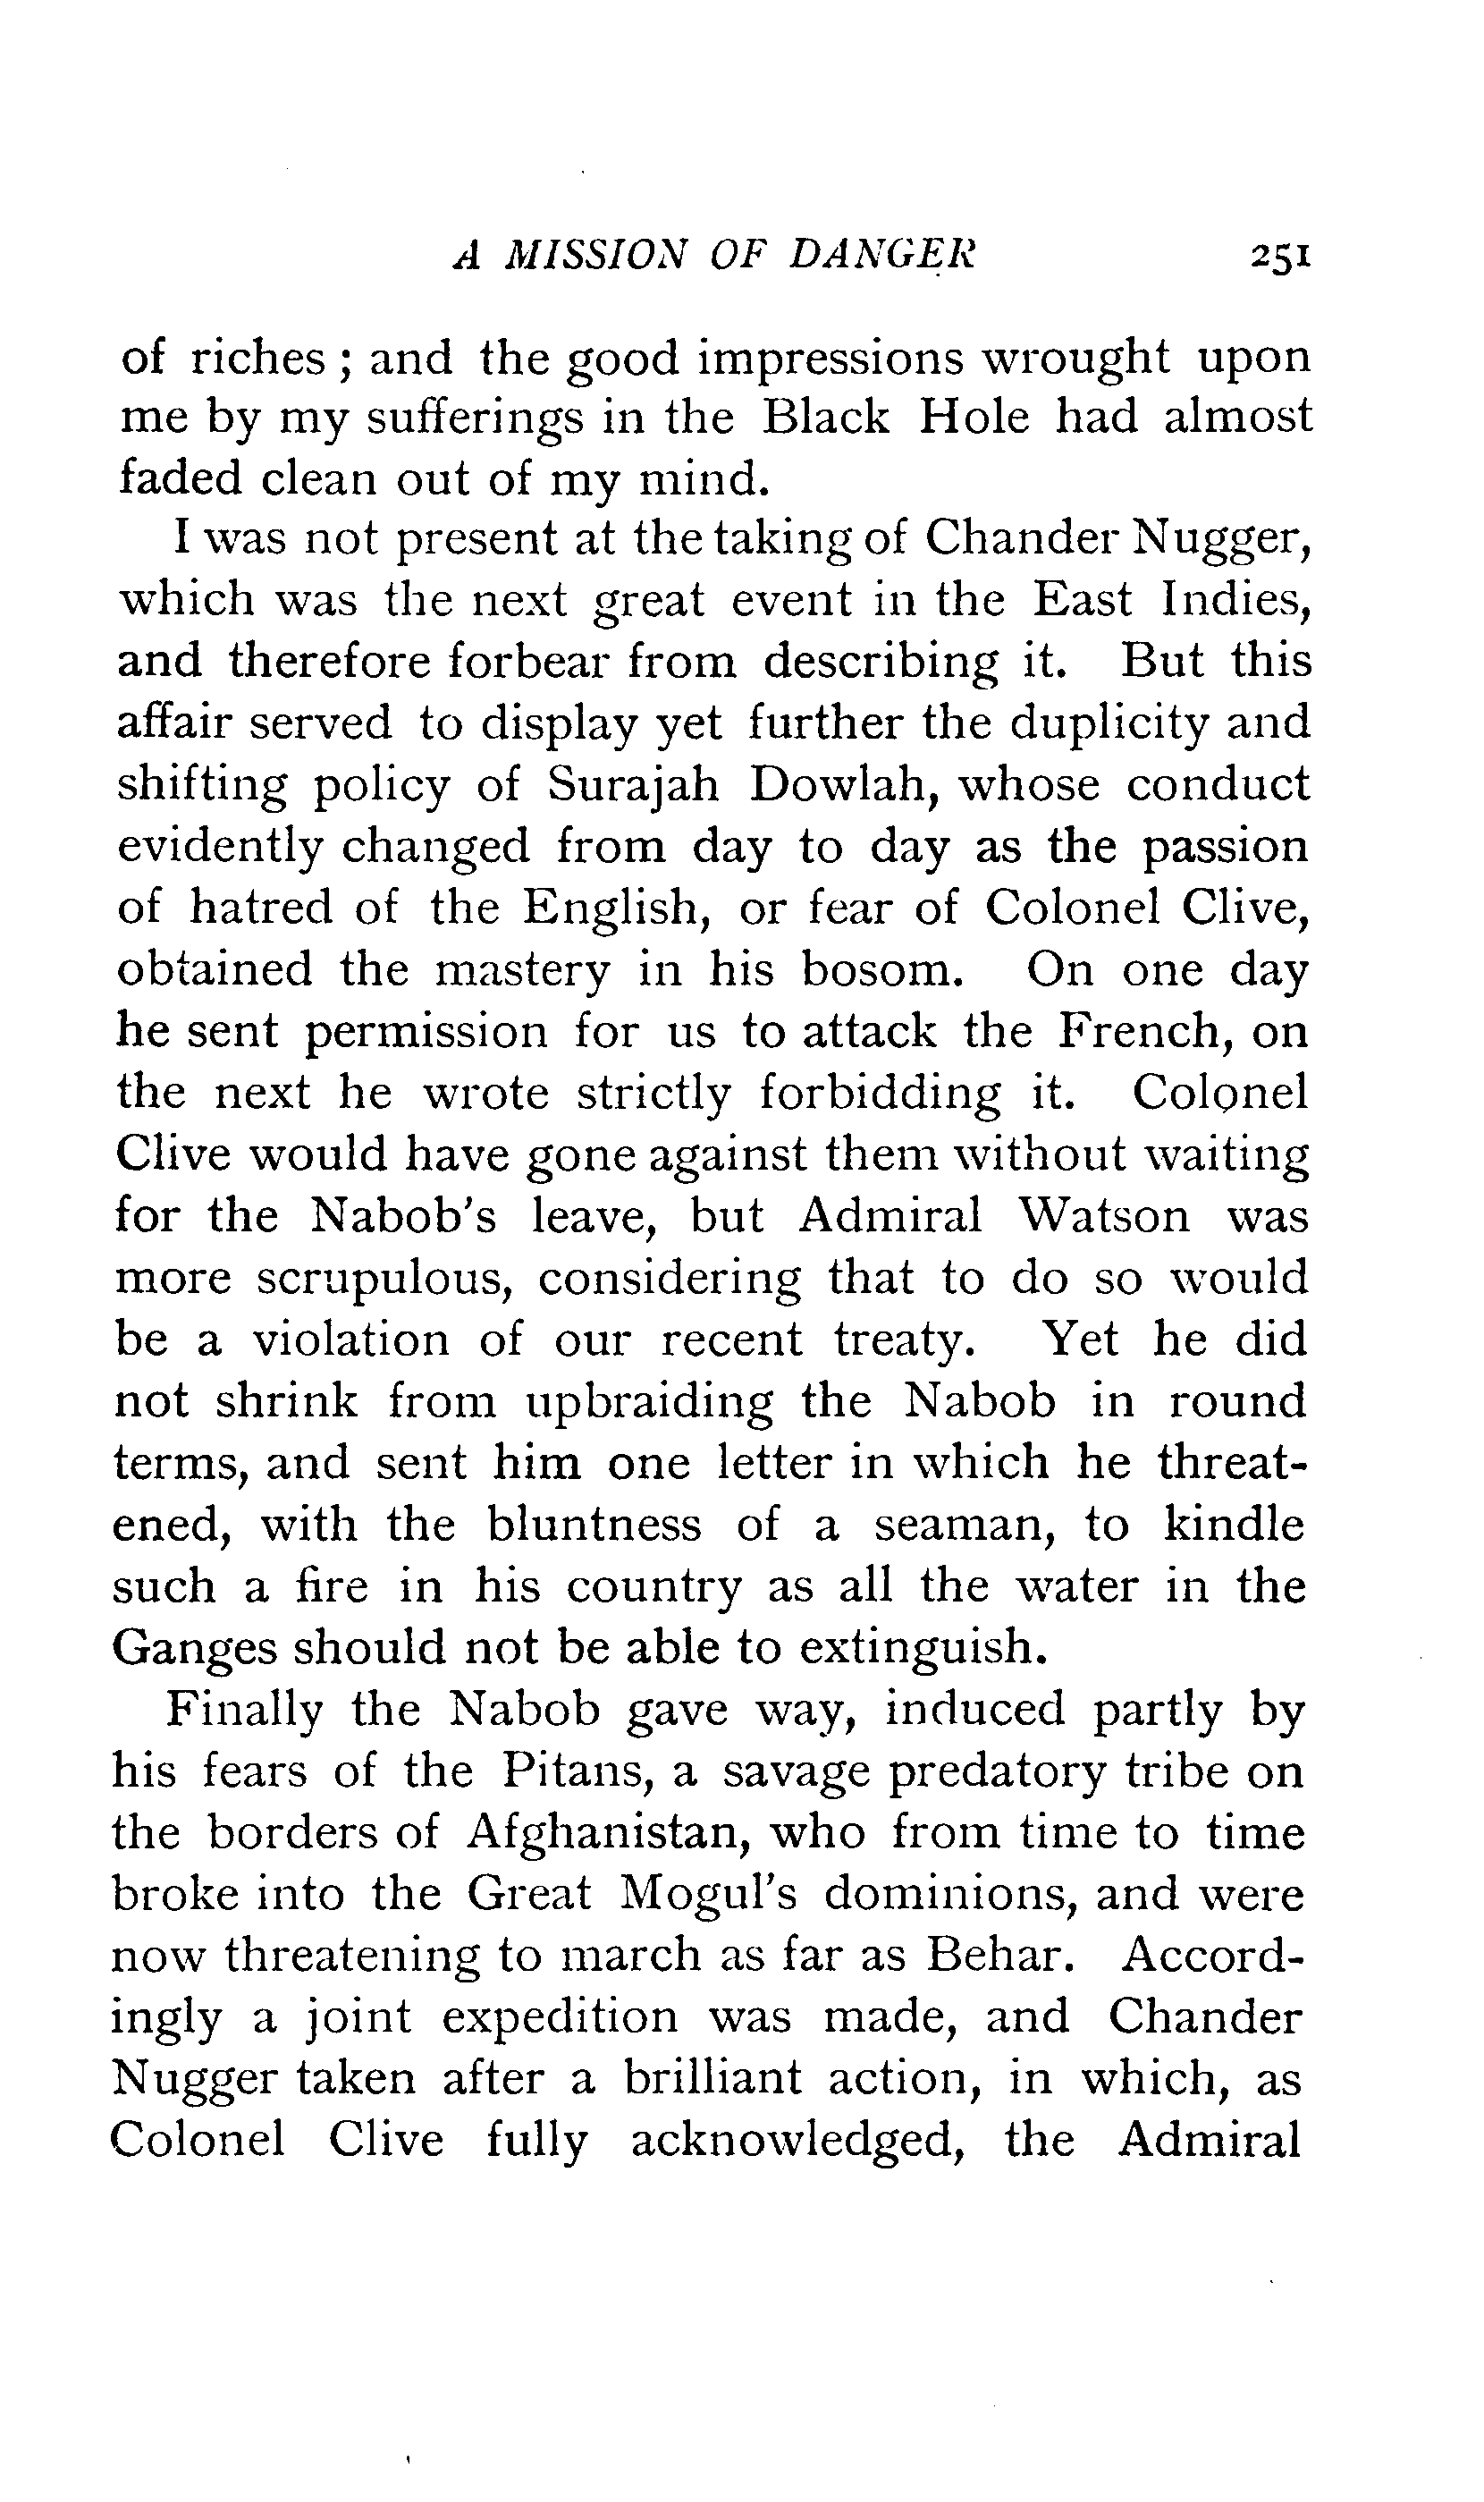 A MISSION OF DANGER 251
of riches ; and the good impressions wrought upon
me by my sufferings in the Black Hole had almost
faded clean out of my mind.
I was not present at the taking of Chander Nugger,
which was the next great event in the East Indies,
and therefore forbear from describing it. But this
affair served to display yet further the duplicity and
shifting policy of Surajah Dowlah, whose conduct
evidently changed from day to day as the passion
of hatred of the English, or fear of Colonel Clive,
obtained the mastery in his bosom. On one day
he sent permission for us to attack the French, on
the next he wrote strictly forbidding it. Colonel
Clive would have gone against them without waiting
for the Nabob's leave, but Admiral Watson was
more scrupulous, considering that to do so would
be a violation of our recent treaty. Yet he did
not shrink from upbraiding the Nabob in round
terms, and sent him one letter in which he threat-
ened, with the bluntness of a seaman, to kindle
such a fire in his country as all the water in the
Ganges should not be able to extinguish.
Finally the Nabob gave way, induced partly by
his fears of the Pitans, a savage predatory tribe on
the borders of Afghanistan, who from time to time
broke into the Great Mogul's dominions, and were
now threatening to march as far as Behar. Accord-
ingly a joint expedition was made, and Chander
Nugger taken after a brilliant action, in which, as
Colonel Clive fully acknowledged, the Admiral